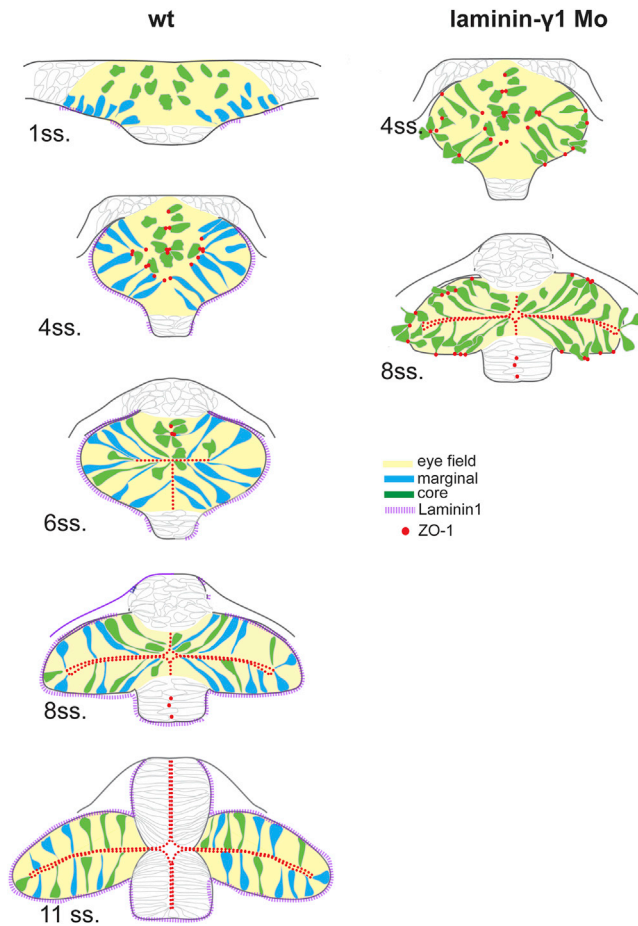 wt
laminin-γ1 Mo
1ss.
4ss.
6ss.
8ss.
11 ss.
4ss.
8ss.
eye field
marginal
core
Laminin1
ZO-1